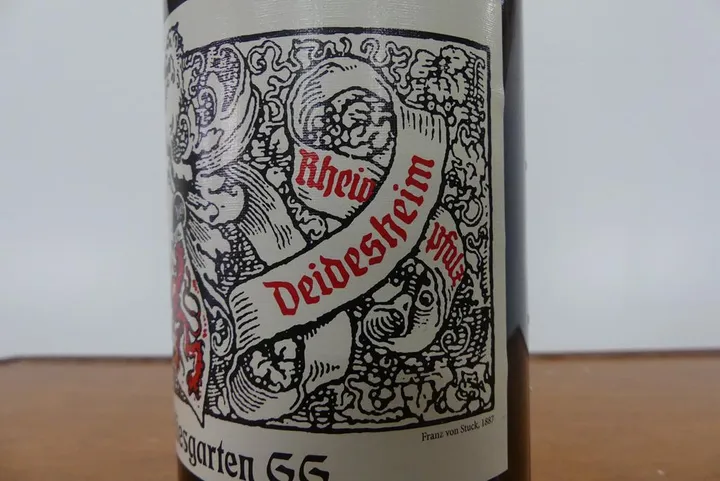 Rhein
Deidesheim
pfalz
esgarten GG
Franz von Stuck, 1887